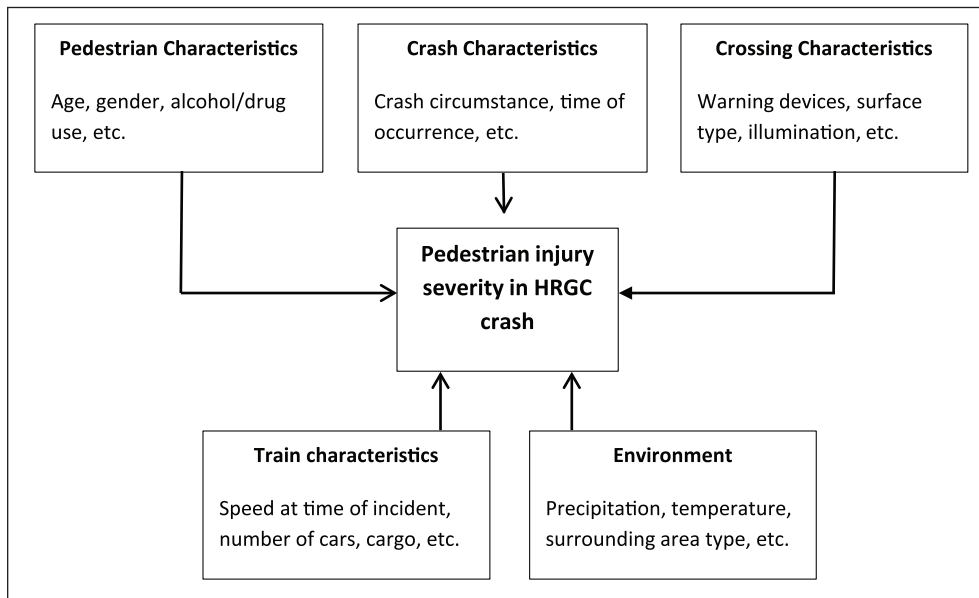 Pedestrian Characteristics
Age, gender, alcohol/drug
use, etc.
Crash Characteristics
Crash circumstance, time of
occurrence, etc.
Crossing Characteristics
Warning devices, surface
type, illumination, etc.
Pedestrian injury
severity in HRGC
crash
Train characteristics
Speed at time of incident,
number of cars, cargo, etc.
Environment
Precipitation, temperature,
surrounding area type, etc.